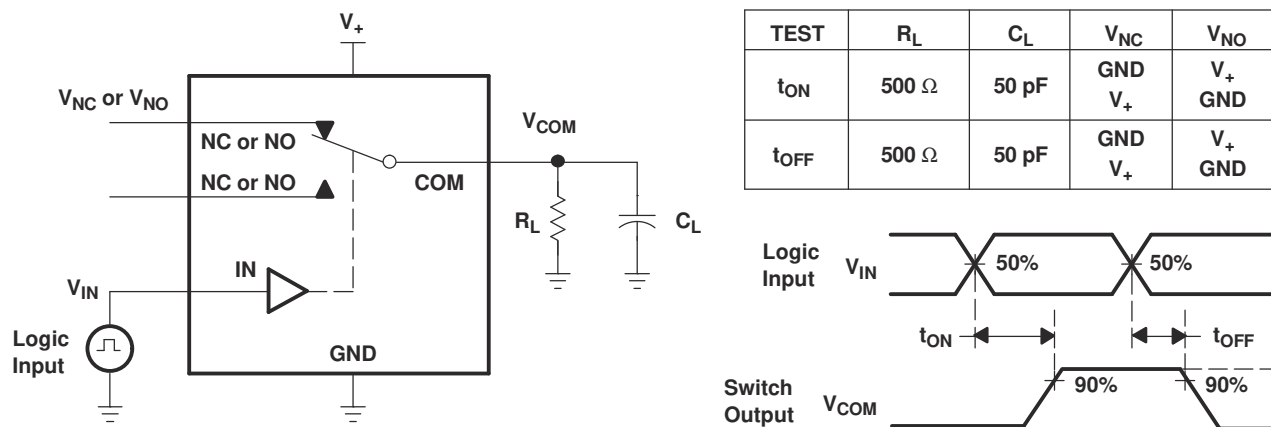 V+
VNC or VNO
NC or NO
NC or NO
COM
VCOM
RL
CL
IN
VIN
Logic
Input
GND
TEST RL CL VNC VNO
tON 500 Ω 50 pF GND V+
V+ GND
tOFF 500 Ω 50 pF GND V+
V+ GND
Logic
Input
VIN
50% 50%
tON tOFF
Switch
Output
VCOM
90% 90%